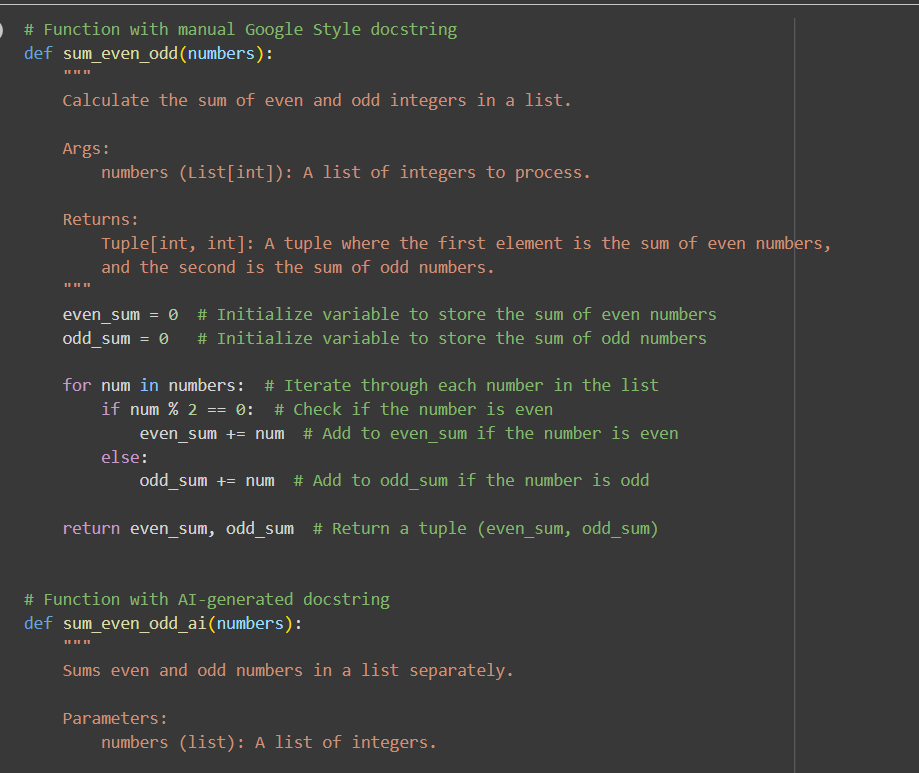 # Function with manual Google Style docstring
def sum_even_odd(numbers):
    """
    Calculate the sum of even and odd integers in a list.

    Args:
        numbers (List[int]): A list of integers to process.

    Returns:
        Tuple[int, int]: A tuple where the first element is the sum of even numbers,
        and the second is the sum of odd numbers.
    """
    even_sum = 0  # Initialize variable to store the sum of even numbers
    odd_sum = 0   # Initialize variable to store the sum of odd numbers

    for num in numbers:  # Iterate through each number in the list
        if num % 2 == 0:  # Check if the number is even
            even_sum += num  # Add to even_sum if the number is even
        else:
            odd_sum += num  # Add to odd_sum if the number is odd

    return even_sum, odd_sum  # Return a tuple (even_sum, odd_sum)


# Function with AI-generated docstring
def sum_even_odd_ai(numbers):
    """
    Sums even and odd numbers in a list separately.

    Parameters:
        numbers (list): A list of integers.